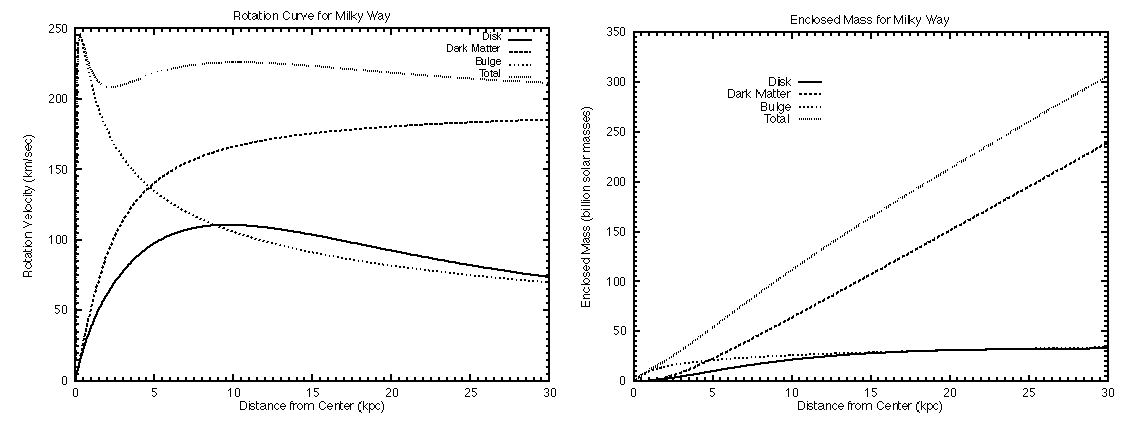 Rotation Curve for Milky Way
250
200
150
100
50
0
Rotation Velocity (km/sec)
Disk
Dark Matter
Bulge
Total
0 5 10 15 20 25 30
Distance from Center (kpc)
Enclosed Mass for Milky Way
350
300
250
200
150
100
50
0
Enclosed Mass (billion solar masses)
Disk
Dark Matter
Bulge
Total
0 5 10 15 20 25 30
Distance from Center (kpc)